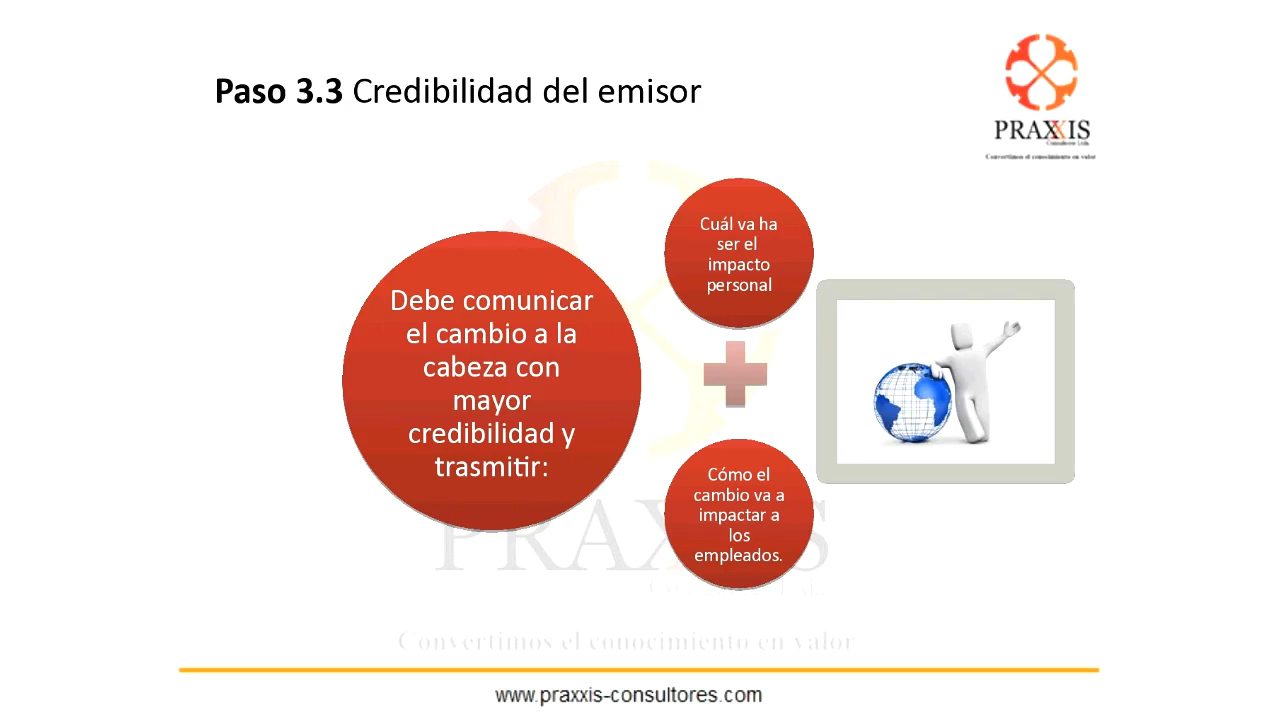 Paso 3.3 Credibilidad del emisor
PRAXXIS
Consultores Ltda.
Convertimos el conocimiento en valor
Debe comunicar
el cambio a la
cabeza con
mayor
credibilidad y
trasmitir:
Cuál va ha
ser el
impacto
personal
Cómo el
cambio va a
impactar a
los
empleados.
PRAXXIS
Convertimos el conocimiento en valor
www.praxxis-consultores.com